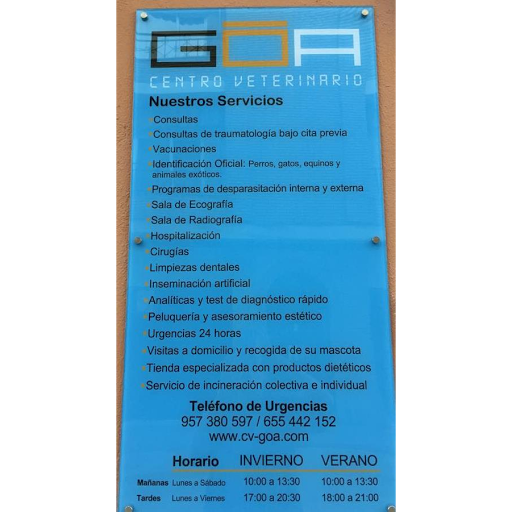 GOA
CENTRO VETERINARIO
Nuestros Servicios
Consultas
Consultas de traumatología bajo cita previa
Vacunaciones
Identificación Oficial: Perros, gatos, equinos y
animales exóticos.
Programas de desparasitación interna y externa
Sala de Ecografía
Sala de Radiografía
Hospitalización
Cirugías
Limpiezas dentales
Inseminación artificial
Analíticas y test de diagnóstico rápido
Peluquería y asesoramiento estético
Urgencias 24 horas
Visitas a domicilio y recogida de su mascota
Tienda especializada con productos dietéticos
Servicio de incineración colectiva e individual
Teléfono de Urgencias
957 380 597 / 655 442 152
www.cv-goa.com
Horario INVIERNO VERANO
Mañanas Lunes a Sábado 10:00 a 13:30 10:00 a 13:30
Tardes Lunes a Viernes 17:00 a 20:30 18:00 a 21:00